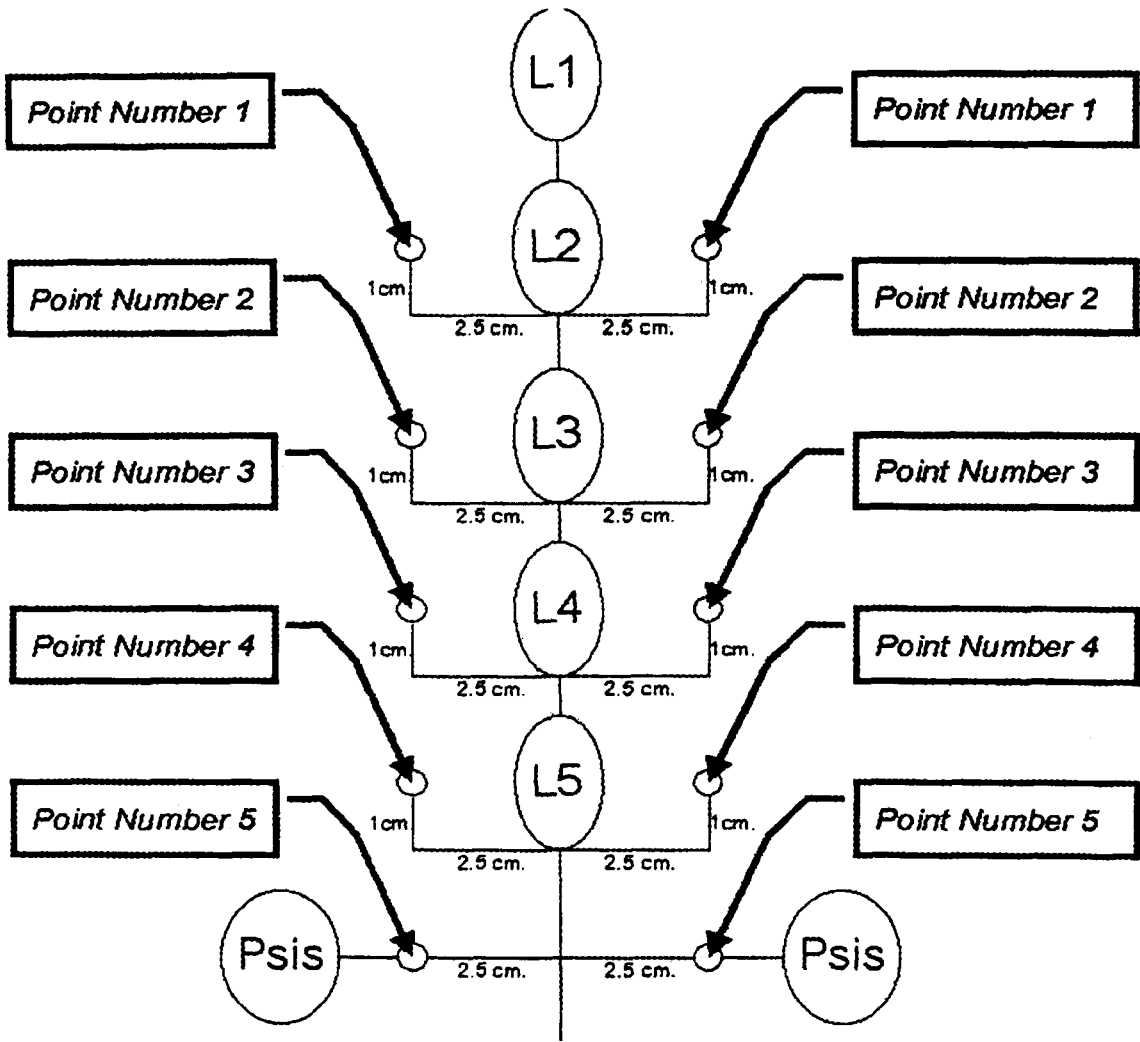 L1
Point Number 1
Point Number 1
L2
1cm.
1cm.
2.5 cm.
2.5 cm.
Point Number 2
Point Number 2
L3
1cm.
1cm.
2.5 cm.
2.5 cm.
Point Number 3
Point Number 3
L4
1cm.
1cm.
2.5 cm.
2.5 cm.
Point Number 4
Point Number 4
L5
1cm
1cm.
2.5 cm.
2.5 cm.
Point Number 5
Point Number 5
Psis
2.5 cm.
2.5 cm.
Psis